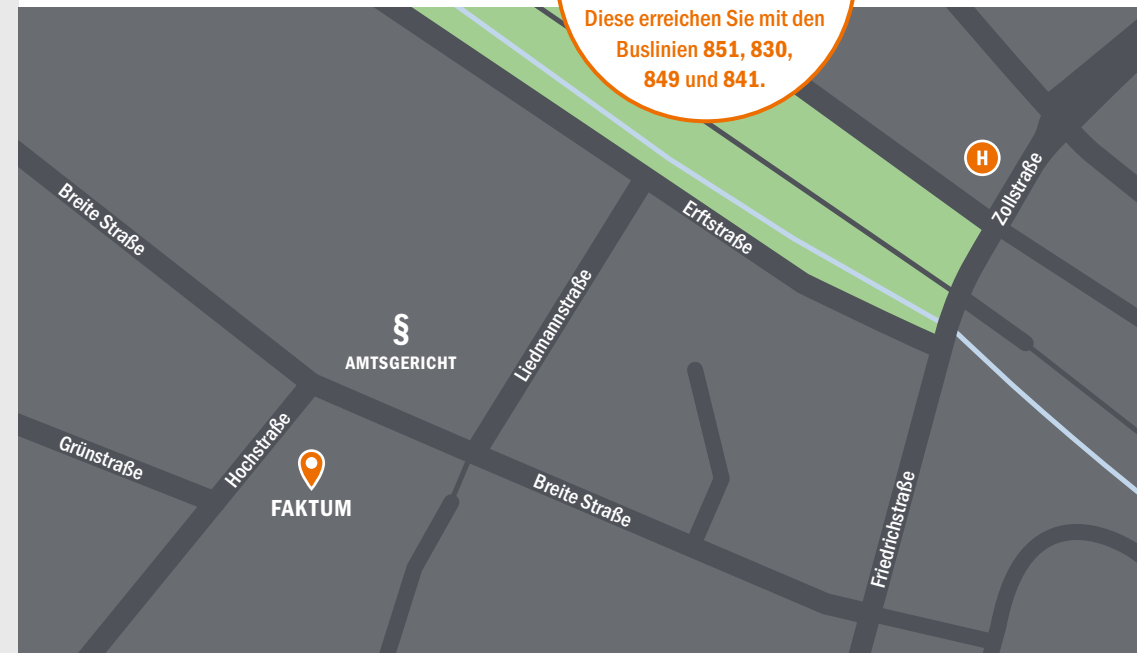 Diese erreichen Sie mit den
Buslinien 851, 830,
849 und 841.
H
Zollstraße
Breite Straße
Erftstraße
Liedmannstraße
§
AMTSGERICHT
Hochstraße
Grünstraße
FAKTUM
Breite Straße
Friedrichstraße